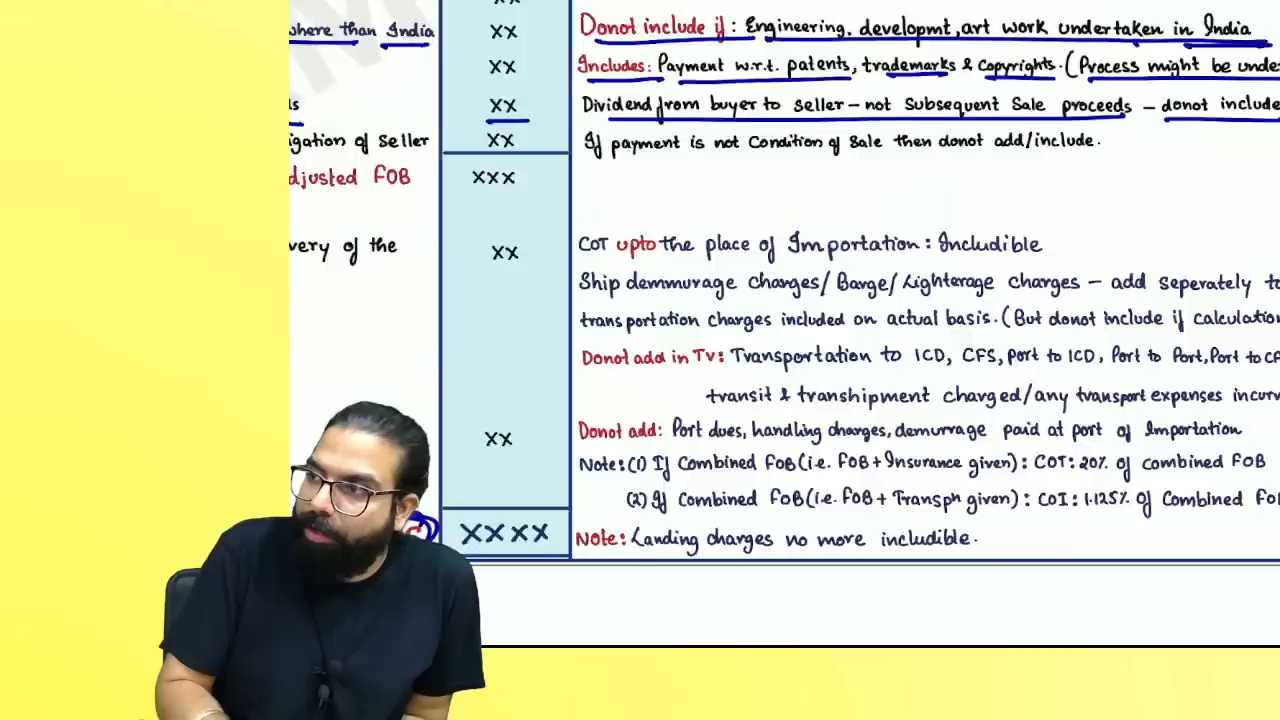 XX
where than India XX Donot include if: Engineering. developmt, art work undertaken in India
XX Includes: Payment w.r.t. patents, trademarks & copyrights. (Process might be unde
ls XX Dividend from buyer to seller - not Subsequent Sale proceeds - donot include
igation of Seller XX If payment is not Condition of Sale then donot add/include.
djusted FOB XXX
very of the XX COT upto the place of Importation: Includible
Ship demmurage charges/Barge/Lighterage charges - add seperately to
transportation charges included on actual basis. (But donot include if calculation
Donot add in TV: Transportation to ICD, CFS, port to ICD, Port to Port, Port to CF
transit & transhipment charged/any transport expenses incurr
XX Donot add: Port dues, handling charges, demurrage paid at port of Importation
Note: (1) If Combined FOB (i.e. FOB + Insurance given): COT: 20% of combined FOB
(2) If Combined FOB (i.e. FOB + Transpn given): COI: 1.125% of Combined FO
XXXX Note: Landing charges no more includible.